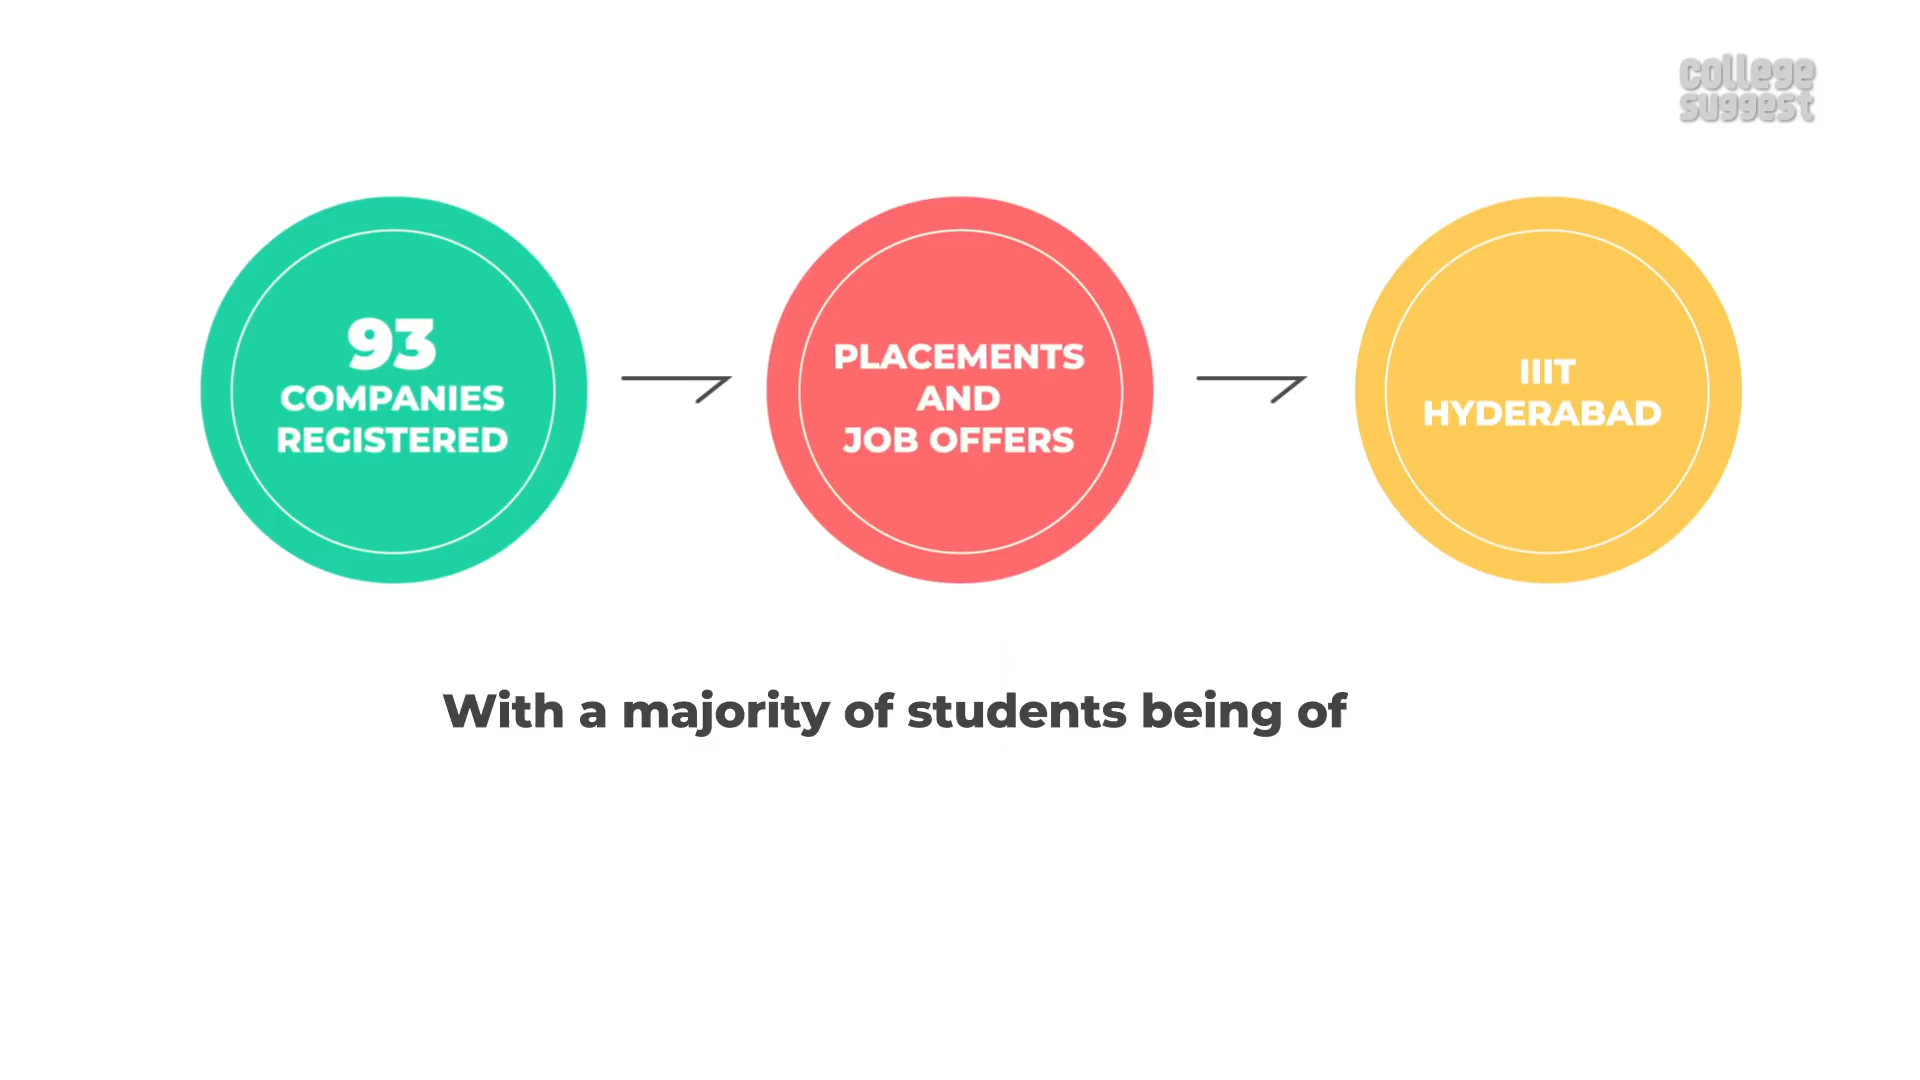 college
suggest
93
COMPANIES
REGISTERED
PLACEMENTS
AND
JOB OFFERS
IIIT
HYDERABAD
With a majority of students being of